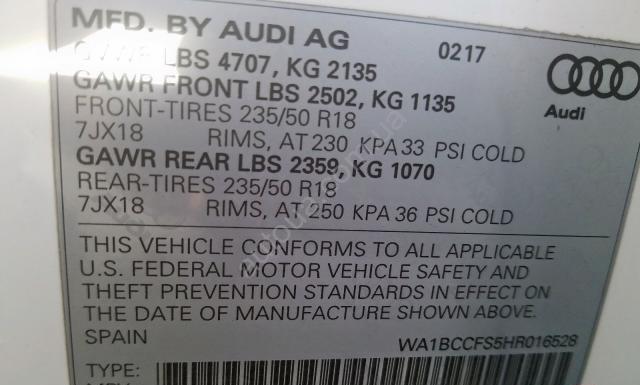 MFD. BY AUDI AG 0217
GVWR LBS 4707, KG 2135
GAWR FRONT LBS 2502, KG 1135
Audi
FRONT-TIRES 235/50 R18
7JX18 RIMS, AT 230 KPA 33 PSI COLD
GAWR REAR LBS 2359, KG 1070
REAR-TIRES 235/50 R18
7JX18 RIMS, AT 250 KPA 36 PSI COLD
THIS VEHICLE CONFORMS TO ALL APPLICABLE
U.S. FEDERAL MOTOR VEHICLE SAFETY AND
THEFT PREVENTION STANDARDS IN EFFECT ON
THE DATE OF MANUFACTURE SHOWN ABOVE.
SPAIN WA1BCCFS5HR016528
TYPE: